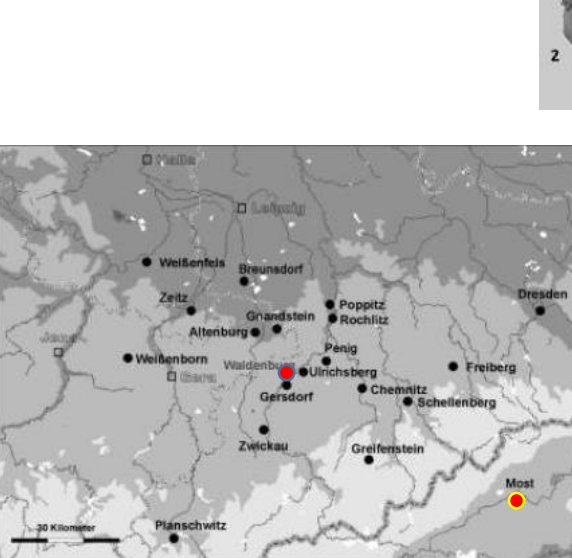 2
Halle
Leipzig
Weißenfels
Breunsdorf
Dresden
Zeitz
Poppitz
Gnandstein
Rochlitz
Altenburg
Jena
Penig
Weißenborn
Waldenburg
Ulrichsberg
Freiberg
Gera
Chemnitz
Gersdorf
Schellenberg
Zwickau
Greifenstein
Most
30 Kilometer
Planschwitz